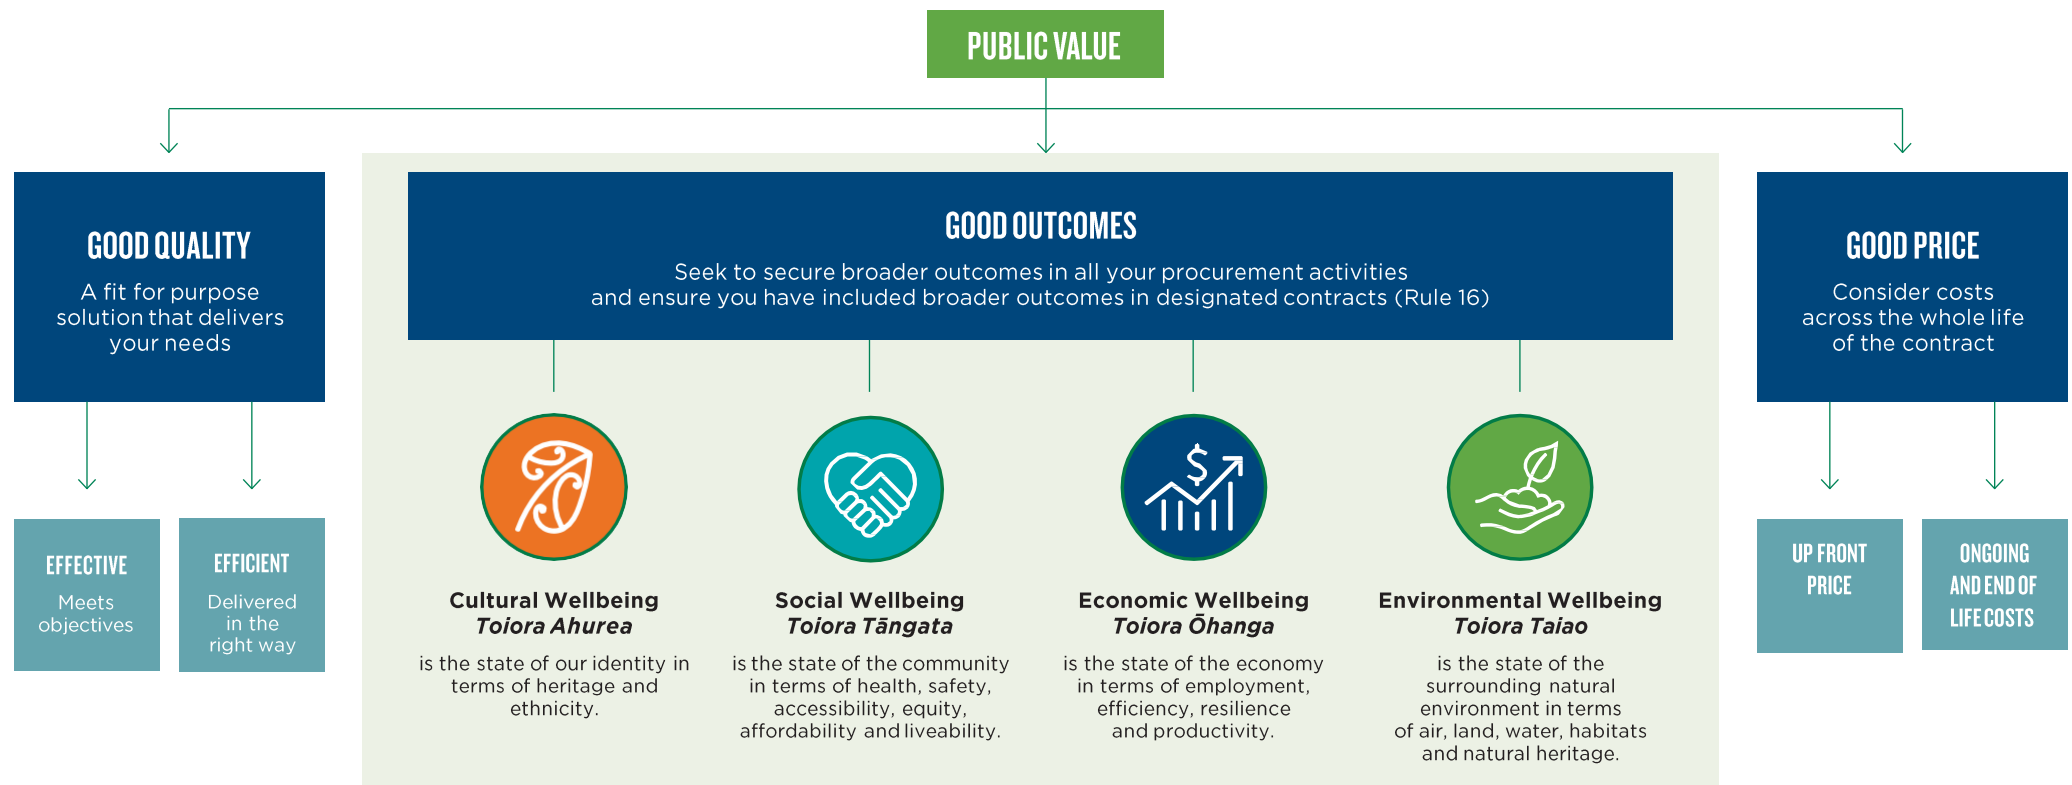 PUBLIC VALUE
GOOD QUALITY
A fit for purpose
solution that delivers
your needs
EFFECTIVE
Meets
objectives
EFFICIENT
Delivered
in the
right way
GOOD OUTCOMES
Seek to secure broader outcomes in all your procurement activities
and ensure you have included broader outcomes in designated contracts (Rule 16)
$
Cultural Wellbeing
Toiora Ahurea
is the state of our identity in
terms of heritage and
ethnicity.
Social Wellbeing
Toiora Tāngata
is the state of the community
in terms of health, safety,
accessibility, equity,
affordability and liveability.
Economic Wellbeing
Toiora Ōhanga
is the state of the economy
in terms of employment,
efficiency, resilience
and productivity.
Environmental Wellbeing
Toiora Taiao
is the state of the
surrounding natural
environment in terms
of air, land, water, habitats
and natural heritage.
GOOD PRICE
Consider costs
across the whole life
of the contract
UP FRONT
PRICE
ONGOING
AND END OF
LIFE COSTS